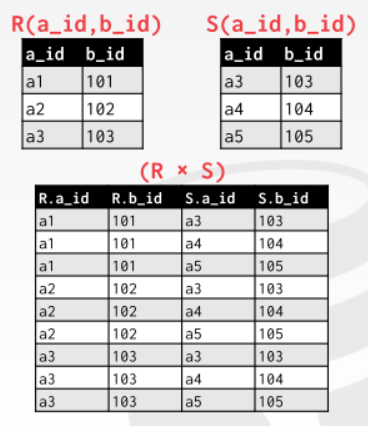 R(a_id,b_id) S(a_id,b_id)
a_id b_id a_id b_id
a1 101 a3 103
a2 102 a4 104
a3 103 a5 105
(R × S)
R.a_id R.b_id S.a_id S.b_id
a1 101 a3 103
a1 101 a4 104
a1 101 a5 105
a2 102 a3 103
a2 102 a4 104
a2 102 a5 105
a3 103 a3 103
a3 103 a4 104
a3 103 a5 105